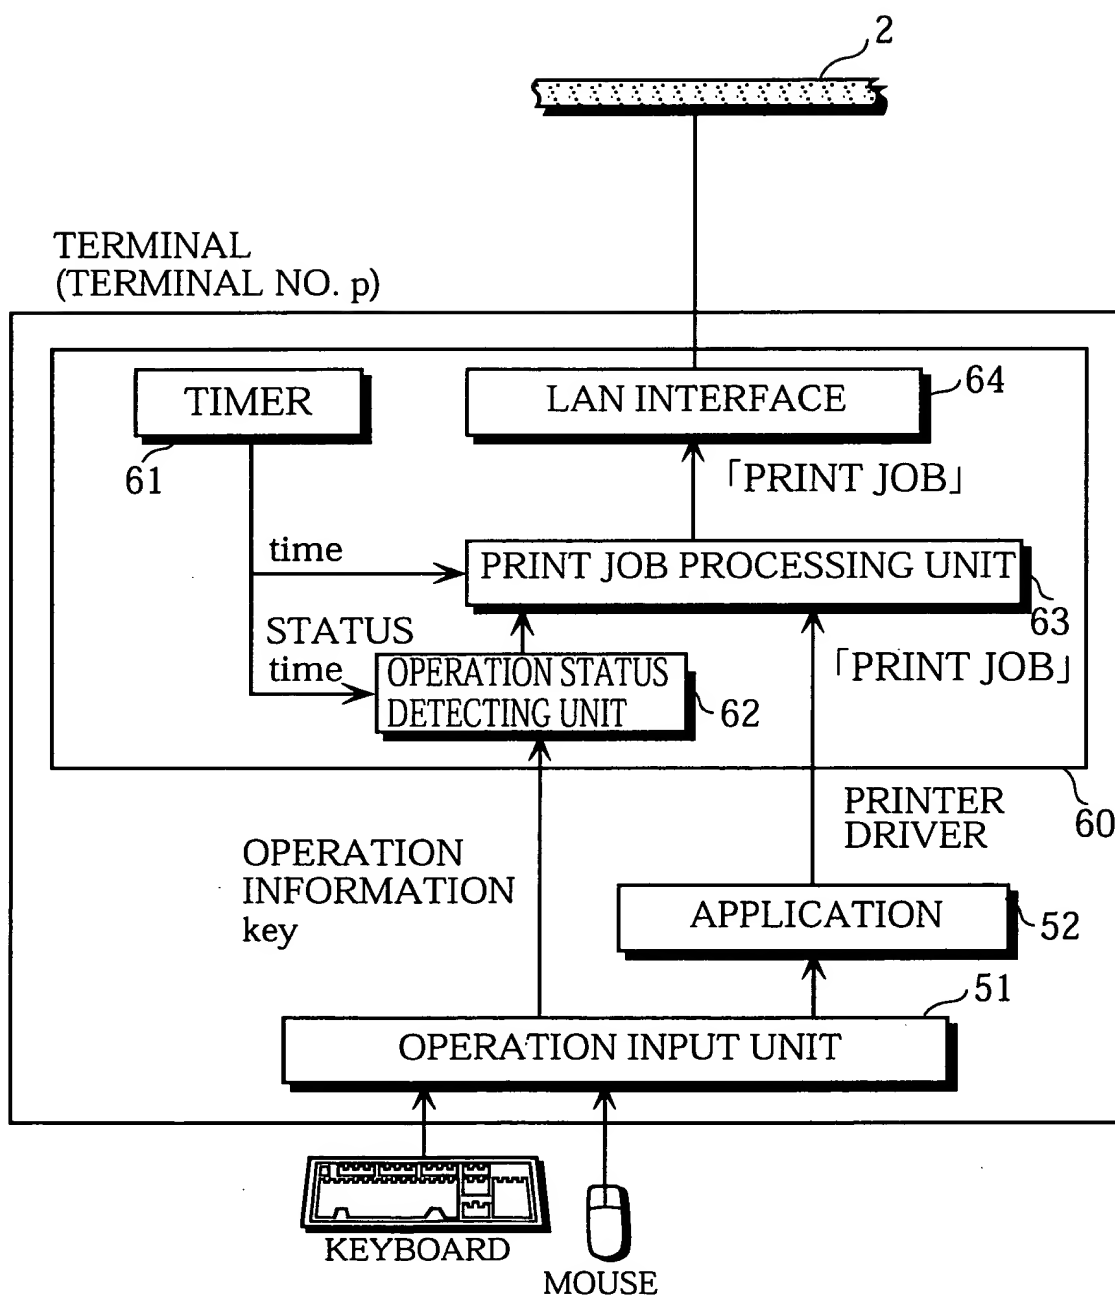 2
TERMINAL
(TERMINAL NO. p)
TIMER
61
LAN INTERFACE
64
「PRINT JOB」
time
PRINT JOB PROCESSING UNIT
63
STATUS
time
OPERATION STATUS
DETECTING UNIT
62
「PRINT JOB」
60
PRINTER
DRIVER
OPERATION
INFORMATION
key
APPLICATION
52
51
OPERATION INPUT UNIT
KEYBOARD
MOUSE